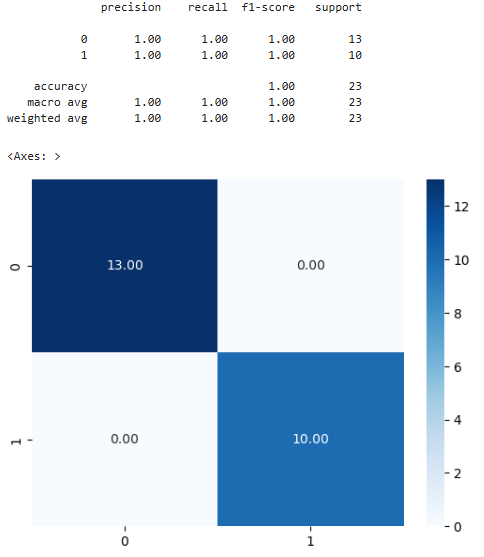 precision recall f1-score support
0 1.00 1.00 1.00 13
1 1.00 1.00 1.00 10
accuracy 1.00 23
macro avg 1.00 1.00 1.00 23
weighted avg 1.00 1.00 1.00 23
<Axes: >
12
0 13.00 0.00
10
8
6
4
1 0.00 10.00
2
0
0 1